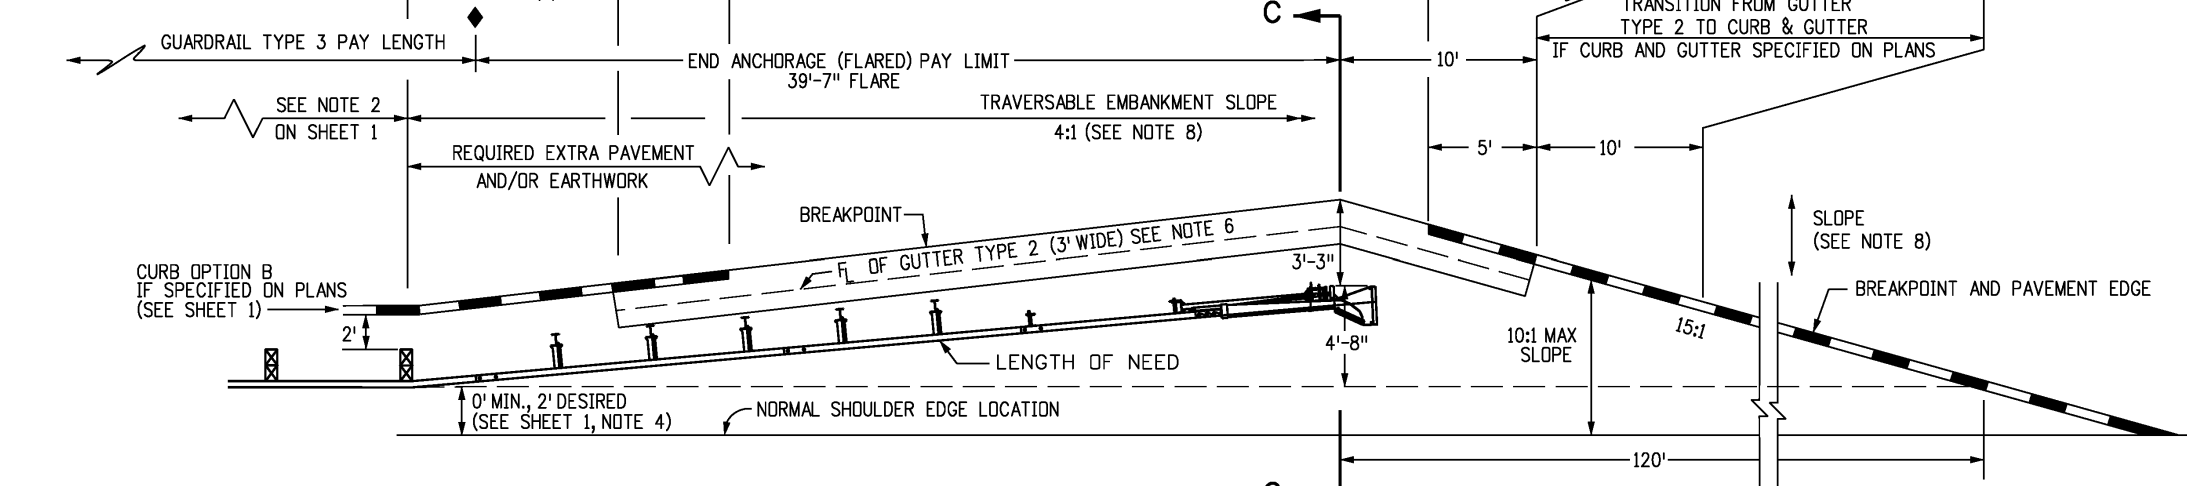 C
TRANSITION FROM GUTTER
TYPE 2 TO CURB & GUTTER
IF CURB AND GUTTER SPECIFIED ON PLANS
GUARDRAIL TYPE 3 PAY LENGTH
END ANCHORAGE (FLARED) PAY LIMIT
39'-7" FLARE
10'
SEE NOTE 2
ON SHEET 1
TRAVERSABLE EMBANKMENT SLOPE
4:1 (SEE NOTE 8)
REQUIRED EXTRA PAVEMENT
AND/OR EARTHWORK
5'
10'
BREAKPOINT
SLOPE
(SEE NOTE 8)
FL OF GUTTER TYPE 2 (3' WIDE) SEE NOTE 6
3'-3"
CURB OPTION B
IF SPECIFIED ON PLANS
(SEE SHEET 1)
BREAKPOINT AND PAVEMENT EDGE
2'
15:1
10:1 MAX
SLOPE
4'-8"
LENGTH OF NEED
0' MIN., 2' DESIRED
(SEE SHEET 1, NOTE 4)
NORMAL SHOULDER EDGE LOCATION
120'